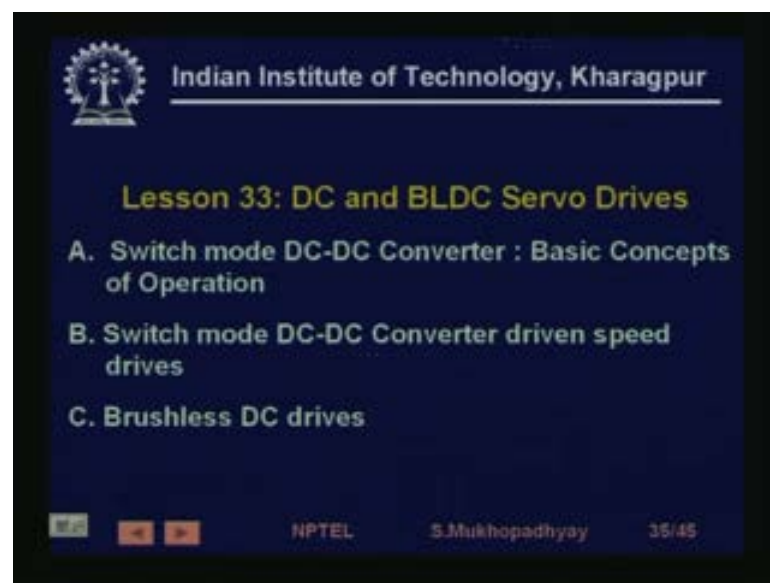 Indian Institute of Technology, Kharagpur
Lesson 33: DC and BLDC Servo Drives
A. Switch mode DC-DC Converter : Basic Concepts
of Operation
B. Switch mode DC-DC Converter driven speed
drives
C. Brushless DC drives
NPTEL S.Mukhopadhyay 35/45